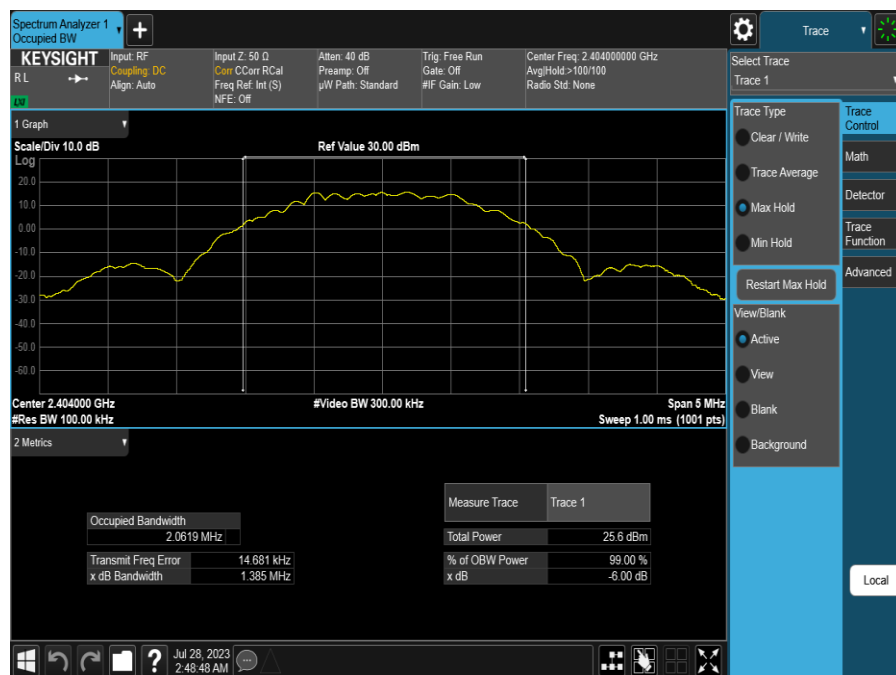 Spectrum Analyzer 1
Occupied BW
Trace
KEYSIGHT
R L
LXI
Input: RF
Coupling: DC
Align: Auto
Input Z: 50 Ω
Corr CCorr RCal
Freq Ref: Int (S)
NFE: Off
Atten: 40 dB
Preamp: Off
µW Path: Standard
Trig: Free Run
Gate: Off
#IF Gain: Low
Center Freq: 2.404000000 GHz
Avg|Hold:>100/100
Radio Std: None
Select Trace
Trace 1
1 Graph
Scale/Div 10.0 dB
Ref Value 30.00 dBm
Log
20.0
10.0
0.00
-10.0
-20.0
-30.0
-40.0
-50.0
-60.0
Center 2.404000 GHz
#Video BW 300.00 kHz
Span 5 MHz
#Res BW 100.00 kHz
Sweep 1.00 ms (1001 pts)
Trace Type
Clear / Write
Trace Average
Max Hold
Min Hold
Restart Max Hold
View/Blank
Active
View
Blank
Background
Trace
Control
Math
Detector
Trace
Function
Advanced
2 Metrics
Occupied Bandwidth
2.0619 MHz
Transmit Freq Error 14.681 kHz
x dB Bandwidth 1.385 MHz
Measure Trace Trace 1
Total Power 25.6 dBm
% of OBW Power 99.00 %
x dB -6.00 dB
Local
?
Jul 28, 2023
2:48:48 AM